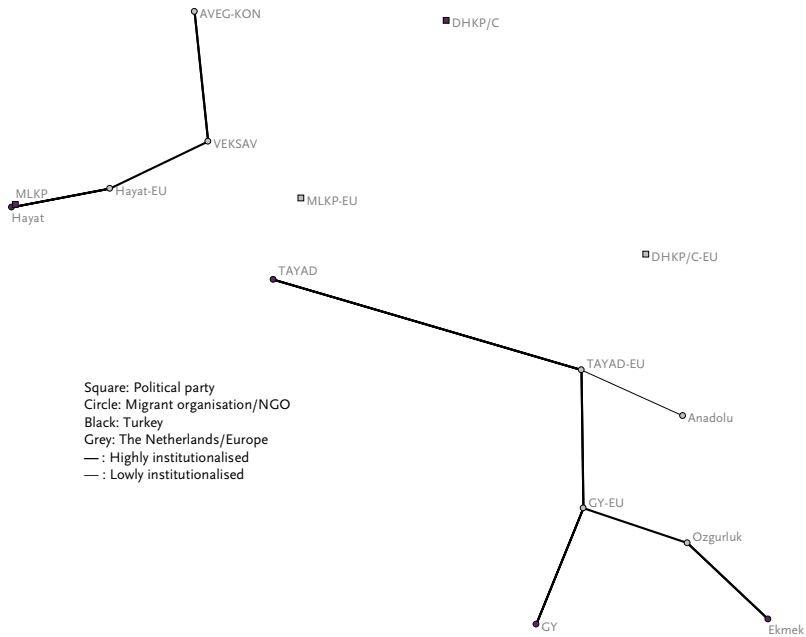 AVEG-KON
DHKP/C
VEKSAV
MLKP
Hayat-EU
MLKP-EU
Hayat
DHKP/C-EU
TAYAD
TAYAD-EU
Square: Political party
Circle: Migrant organisation/NGO
Black: Turkey
Grey: The Netherlands/Europe
— : Highly institutionalised
— : Lowly institutionalised
Anadolu
GY-EU
Ozgurluk
GY
Ekmek